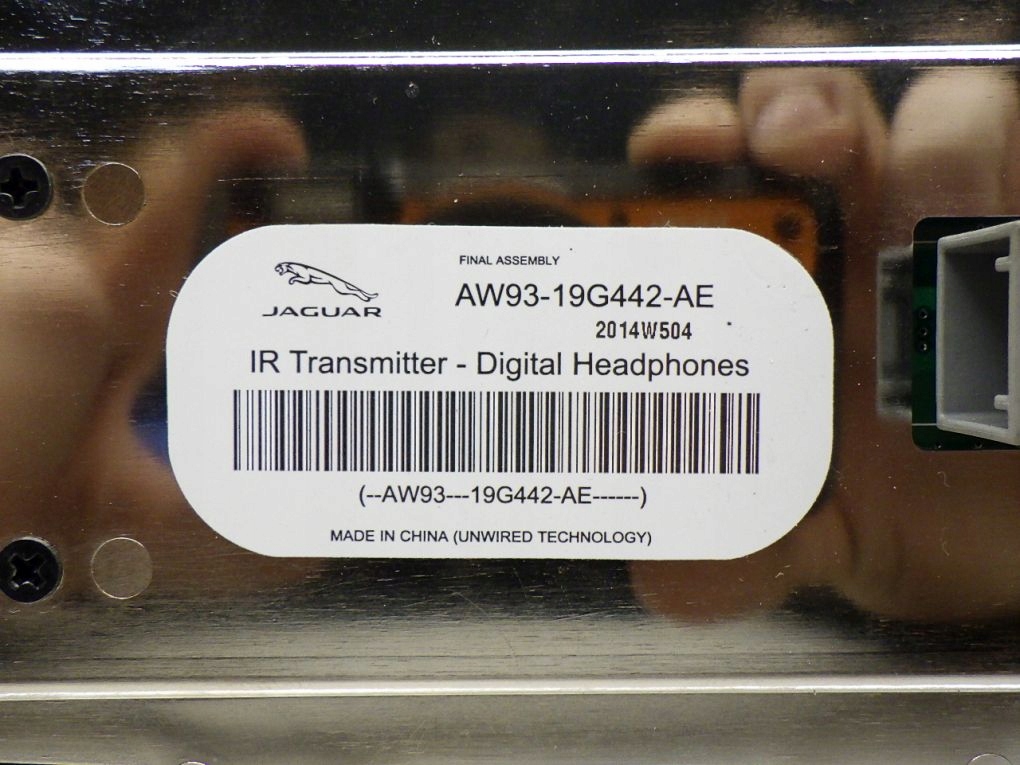 FINAL ASSEMBLY
JAGUAR
AW93-19G442-AE
2014W504
IR Transmitter - Digital Headphones
(--AW93---19G442-AE------)
MADE IN CHINA (UNWIRED TECHNOLOGY)